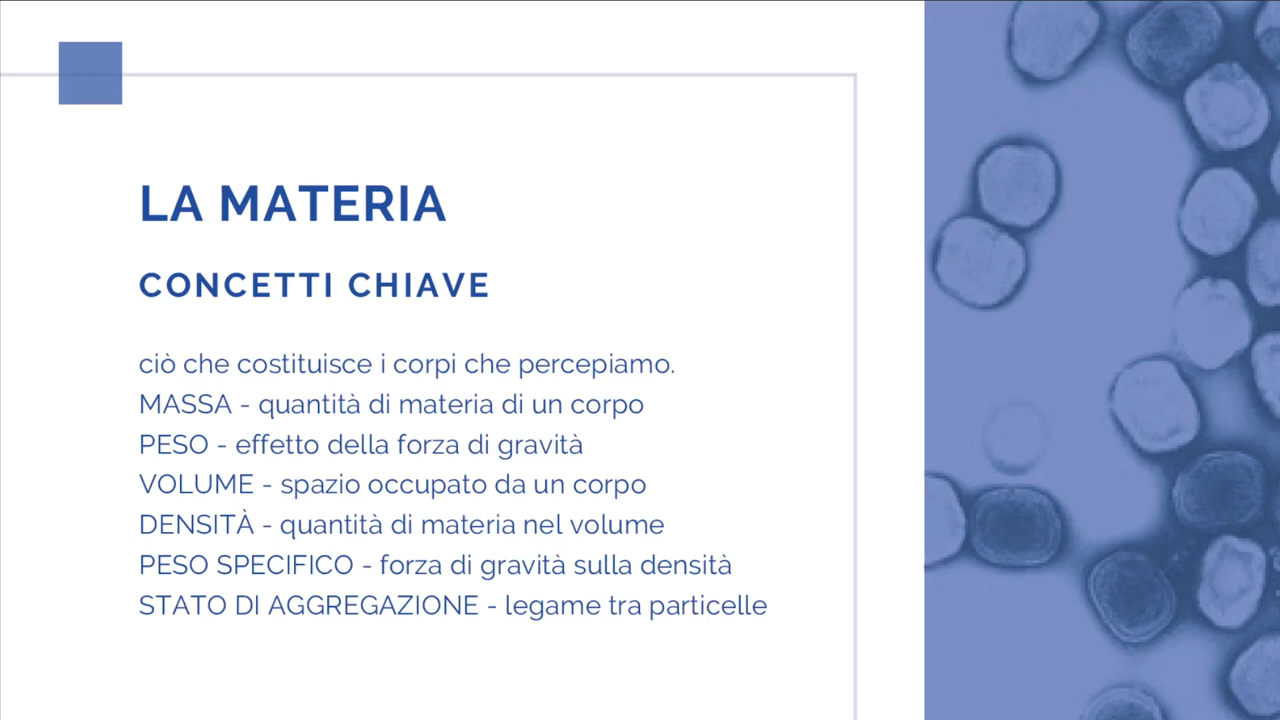 LA MATERIA
CONCETTI CHIAVE
ciò che costituisce i corpi che percepiamo.
MASSA - quantità di materia di un corpo
PESO - effetto della forza di gravità
VOLUME - spazio occupato da un corpo
DENSITÀ - quantità di materia nel volume
PESO SPECIFICO - forza di gravità sulla densità
STATO DI AGGREGAZIONE - legame tra particelle